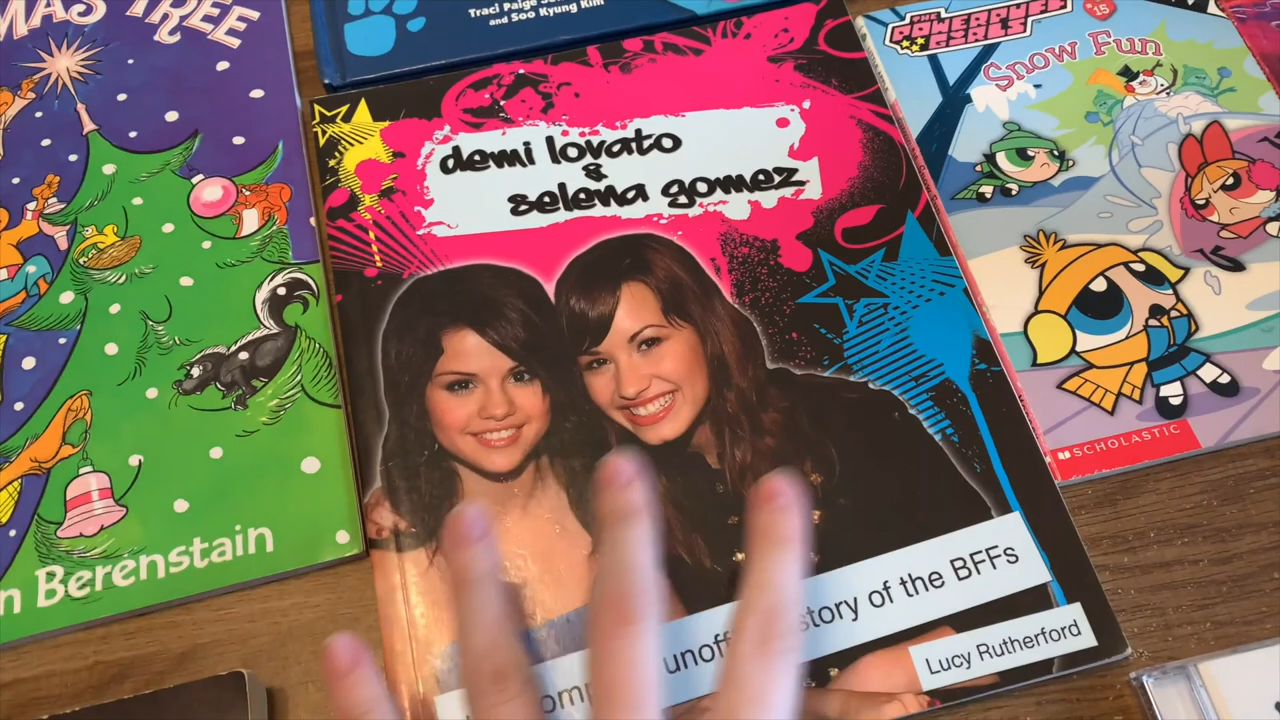 MAS TREE
n Berenstain
Traci Paige
and Soo Kyung Kim
demi lovato
&
selena gomez
story of the BFFs
Lucy Rutherford
THE
POWERPUFF
GIRLS
#15
Snow Fun
SCHOLASTIC